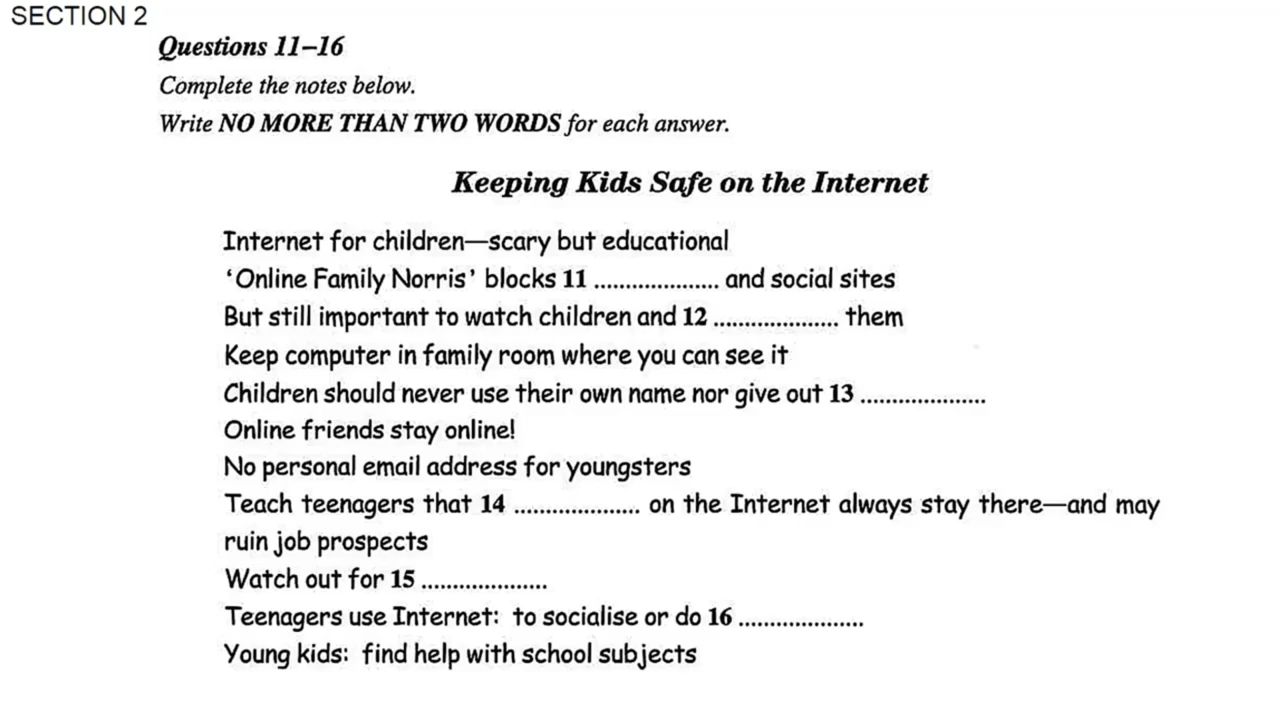 SECTION 2
Questions 11–16
Complete the notes below.
Write NO MORE THAN TWO WORDS for each answer.
Keeping Kids Safe on the Internet
Internet for children—scary but educational
‘Online Family Norris’ blocks 11 .................... and social sites
But still important to watch children and 12 .................... them
Keep computer in family room where you can see it
Children should never use their own name nor give out 13 ....................
Online friends stay online!
No personal email address for youngsters
Teach teenagers that 14 .................... on the Internet always stay there—and may
ruin job prospects
Watch out for 15 ....................
Teenagers use Internet: to socialise or do 16 ....................
Young kids: find help with school subjects